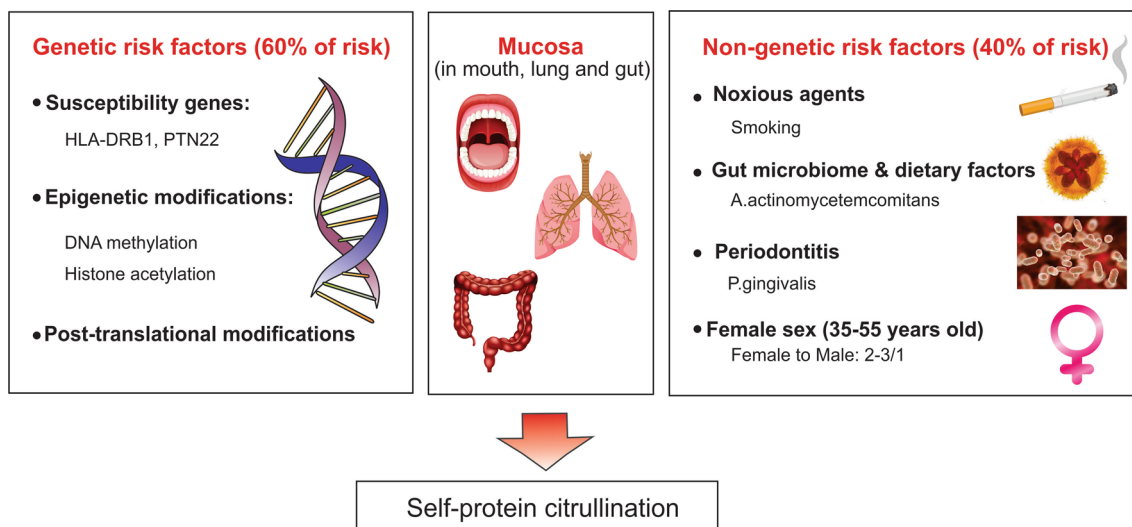 Genetic risk factors (60% of risk)
• Susceptibility genes:
HLA-DRB1, PTN22
• Epigenetic modifications:
DNA methylation
Histone acetylation
• Post-translational modifications
Mucosa
(in mouth, lung and gut)
Non-genetic risk factors (40% of risk)
• Noxious agents
Smoking
• Gut microbiome & dietary factors
A.actinomycetemcomitans
• Periodontitis
P.gingivalis
• Female sex (35-55 years old)
Female to Male: 2-3/1
Self-protein citrullination